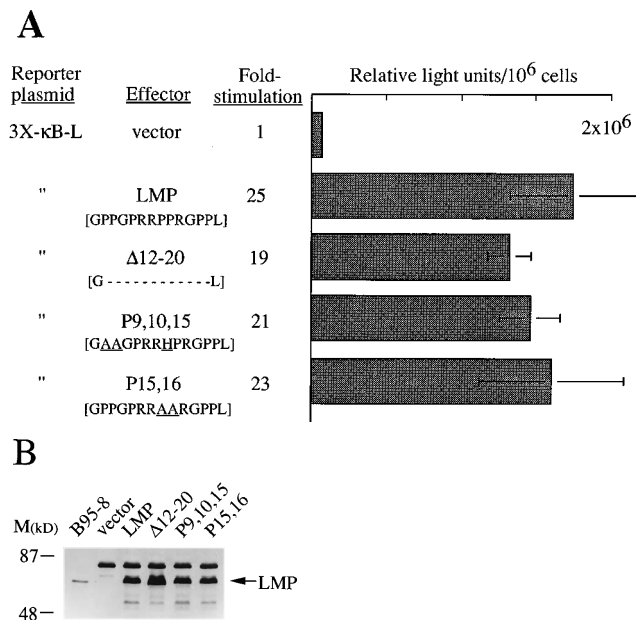 A
Reporter plasmid Effector Fold-stimulation Relative light units/10⁶ cells
2x10⁶
3X-κB-L vector 1
" LMP 25
[GPPGPRRPPRGPPL]
" Δ12-20 19
[G - - - - - - - - - - - -L]
" P9,10,15 21
[GAAGPRRHPRGPPL]
" P15,16 23
[GPPGPRRAARGPPL]
B
M(kD) B95-8 vector LMP Δ12-20 P9,10,15 P15,16
87
LMP
48